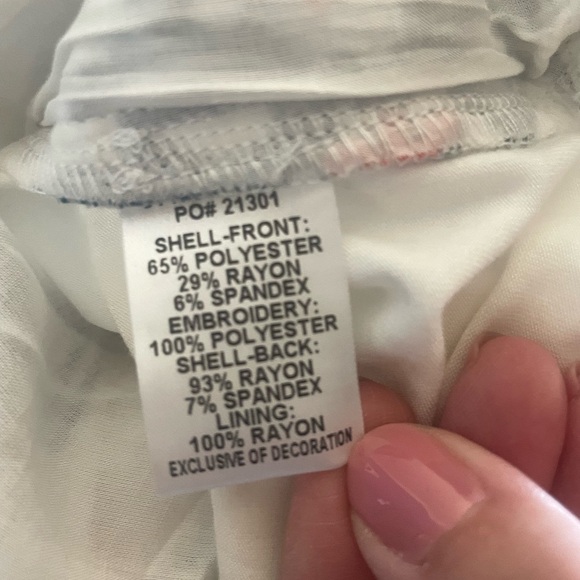 PO# 21301
SHELL-FRONT:
65% POLYESTER
29% RAYON
6% SPANDEX
EMBROIDERY:
100% POLYESTER
SHELL-BACK:
93% RAYON
7% SPANDEX
LINING:
100% RAYON
EXCLUSIVE OF DECORATION